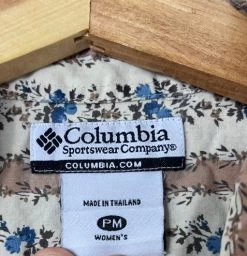 Columbia
Sportswear Company®
COLUMBIA.COM
MADE IN THAILAND
PM
WOMEN'S